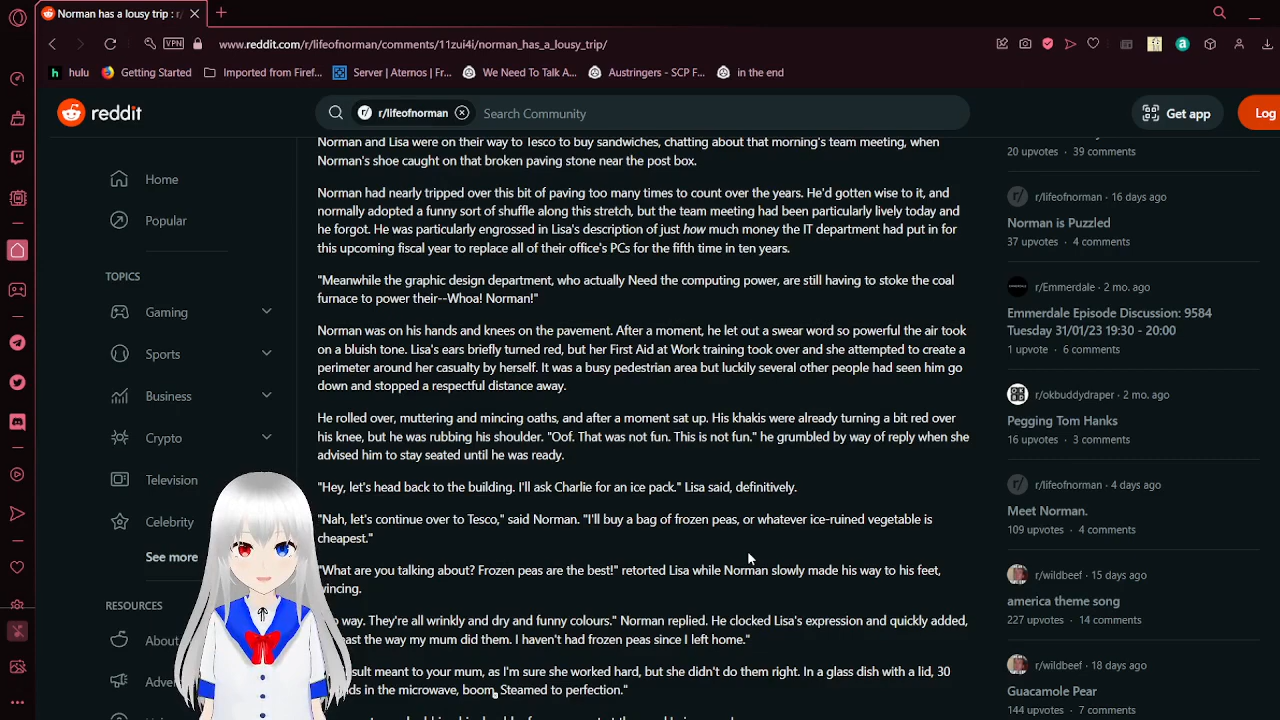 Norman has a lousy trip : r/
www.reddit.com/r/lifeofnorman/comments/11zui4i/norman_has_a_lousy_trip/
VPN
hulu
Getting Started
Imported from Firef...
Server | Aternos | Fr...
We Need To Talk A...
Austringers - SCP F...
in the end
reddit
r/lifeofnorman
Search Community
Get app
Log
Home
Popular
TOPICS
Gaming
Sports
Business
Crypto
Television
Celebrity
See more
RESOURCES
About
Adve
Norman and Lisa were on their way to Tesco to buy sandwiches, chatting about that morning's team meeting, when
Norman's shoe caught on that broken paving stone near the post box.
Norman had nearly tripped over this bit of paving too many times to count over the years. He'd gotten wise to it, and
normally adopted a funny sort of shuffle along this stretch, but the team meeting had been particularly lively today and
he forgot. He was particularly engrossed in Lisa's description of just how much money the IT department had put in for
this upcoming fiscal year to replace all of their office's PCs for the fifth time in ten years.
"Meanwhile the graphic design department, who actually Need the computing power, are still having to stoke the coal
furnace to power their--Whoa! Norman!"
Norman was on his hands and knees on the pavement. After a moment, he let out a swear word so powerful the air took
on a bluish tone. Lisa's ears briefly turned red, but her First Aid at Work training took over and she attempted to create a
perimeter around her casualty by herself. It was a busy pedestrian area but luckily several other people had seen him go
down and stopped a respectful distance away.
He rolled over, muttering and mincing oaths, and after a moment sat up. His khakis were already turning a bit red over
his knee, but he was rubbing his shoulder. "Oof. That was not fun. This is not fun." he grumbled by way of reply when she
advised him to stay seated until he was ready.
"Hey, let's head back to the building. I'll ask Charlie for an ice pack." Lisa said, definitively.
"Nah, let's continue over to Tesco," said Norman. "I'll buy a bag of frozen peas, or whatever ice-ruined vegetable is
cheapest."
"What are you talking about? Frozen peas are the best!" retorted Lisa while Norman slowly made his way to his feet,
wincing.
way. They're all wrinkly and dry and funny colours." Norman replied. He clocked Lisa's expression and quickly added,
east the way my mum did them. I haven't had frozen peas since I left home."
sult meant to your mum, as I'm sure she worked hard, but she didn't do them right. In a glass dish with a lid, 30
ds in the microwave, boom. Steamed to perfection."
20 upvotes • 39 comments
r/lifeofnorman • 16 days ago
Norman is Puzzled
37 upvotes • 4 comments
r/Emmerdale • 2 mo. ago
Emmerdale Episode Discussion: 9584
Tuesday 31/01/23 19:30 - 20:00
1 upvote • 6 comments
r/okbuddydraper • 2 mo. ago
Pegging Tom Hanks
16 upvotes • 3 comments
r/lifeofnorman • 4 days ago
Meet Norman.
109 upvotes • 4 comments
r/wildbeef • 15 days ago
america theme song
227 upvotes • 14 comments
r/wildbeef • 18 days ago
Guacamole Pear
144 upvotes • 7 comments